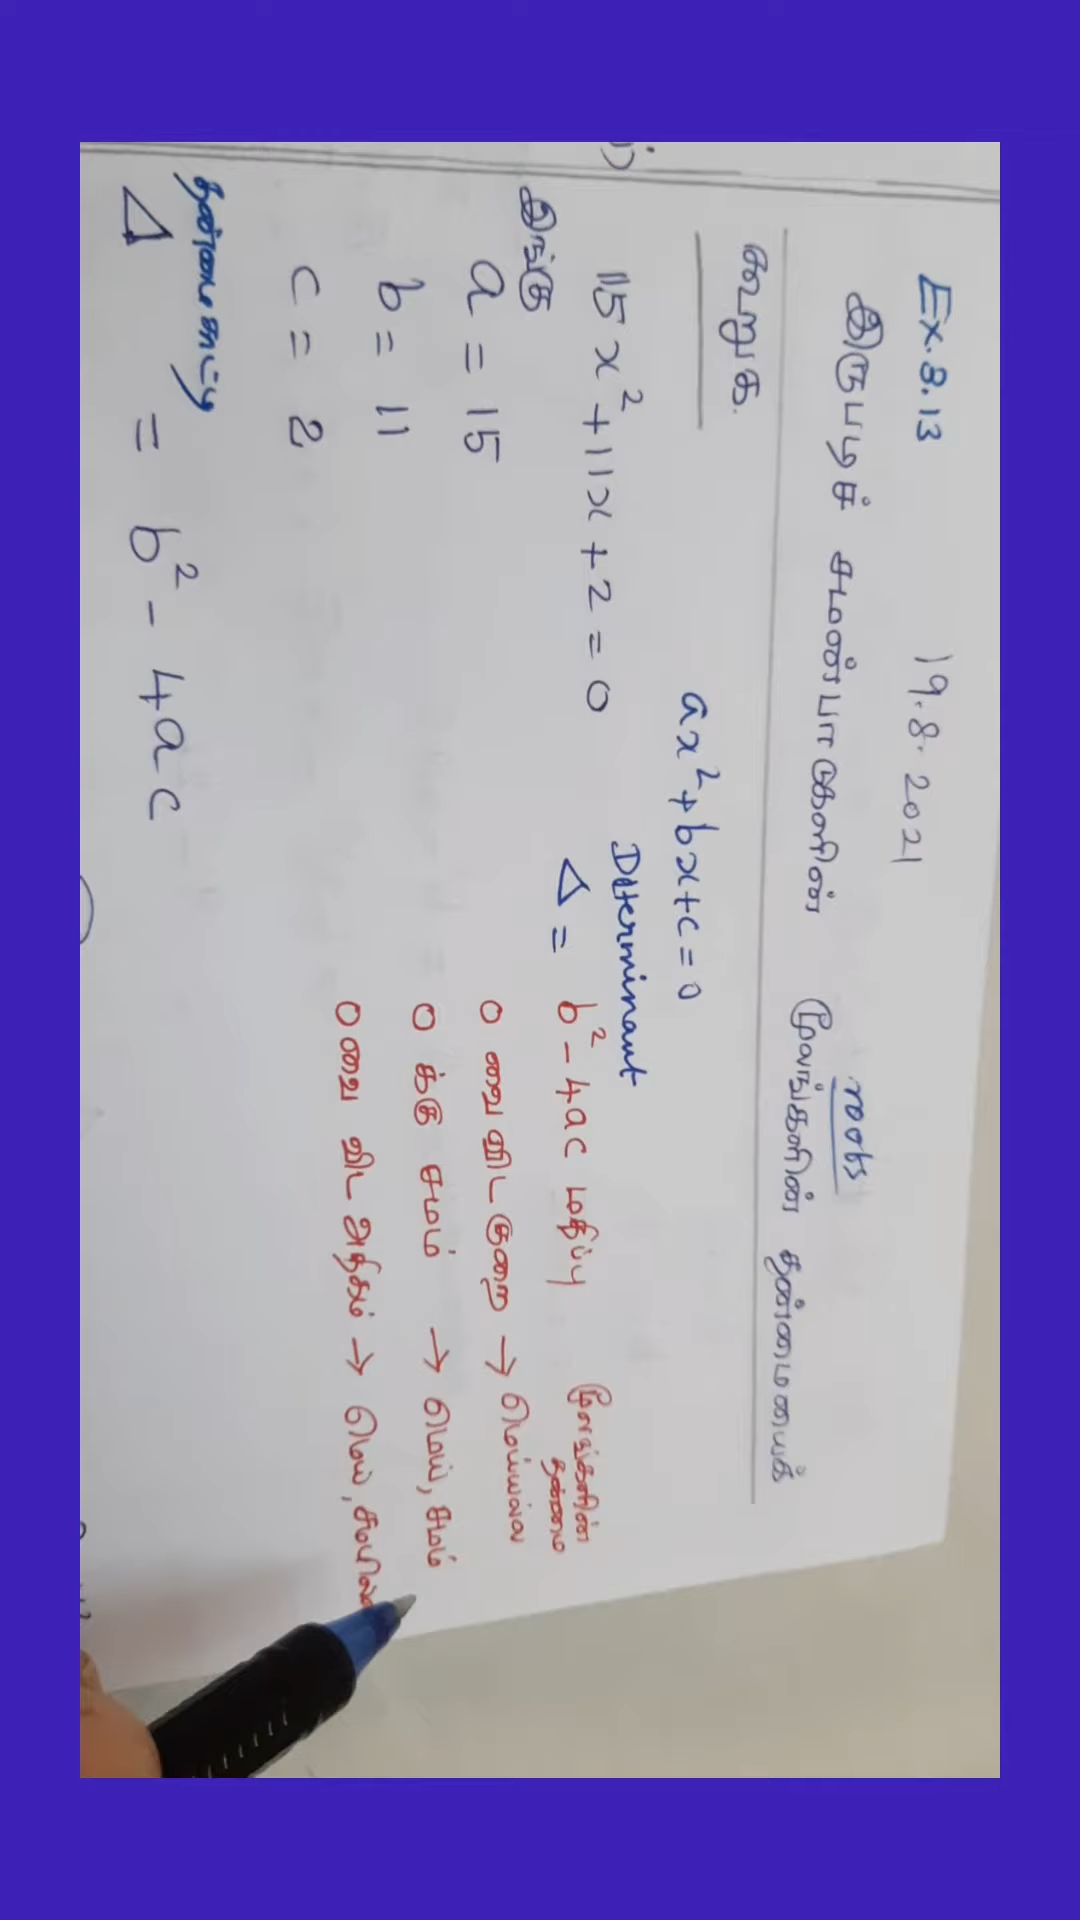 Ex. 3.13 19.8.2021
roots
இருபடிச் சமன்பாடுகளின் மூலங்களின் தன்மையைக்
கூறுக.
ax² + bx + c = 0
i) 15x² + 11x + 2 = 0
Determinant
இங்கு
Δ = b² - 4ac மதிப்பு மூலங்களின் தன்மை
a = 15
0 வை விட குறை → மெய்யல்ல
b = 11
0 க்கு சமம் → மெய், சமம்
c = 2
0 வை விட அதிகம் → மெய், சமமில்
தன்மைகாட்டி
Δ = b² - 4ac